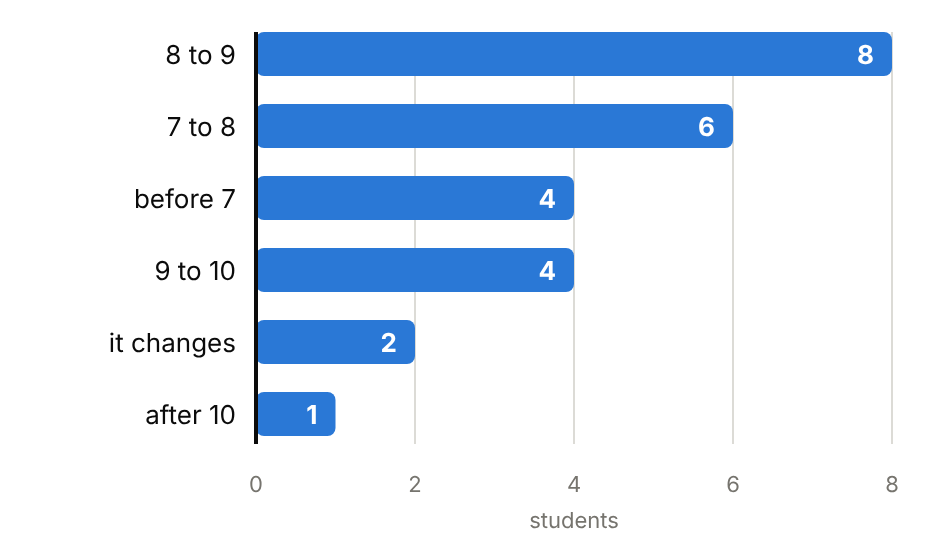 8 to 9 8
7 to 8 6
before 7 4
9 to 10 4
it changes 2
after 10 1
0 2 4 6 8
students